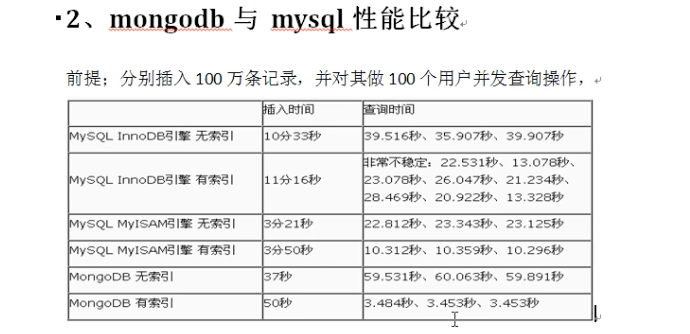 2、mongodb 与 mysql 性能比较
前提；分别插入 100 万条记录，并对其做 100 个用户并发查询操作，
插入时间 查询时间
MySQL InnoDB引擎 无索引 10分33秒 39.516秒、35.907秒、39.907秒
MySQL InnoDB引擎 有索引 11分16秒 非常不稳定：22.531秒、13.078秒、
23.078秒、26.047秒、21.234秒、
28.469秒、20.922秒、13.328秒
MySQL MyISAM引擎 无索引 3分21秒 22.812秒、23.343秒、23.125秒
MySQL MyISAM引擎 有索引 3分50秒 10.312秒、10.359秒、10.296秒
MongoDB 无索引 37秒 59.531秒、60.063秒、59.891秒
MongoDB 有索引 50秒 3.484秒、3.453秒、3.453秒